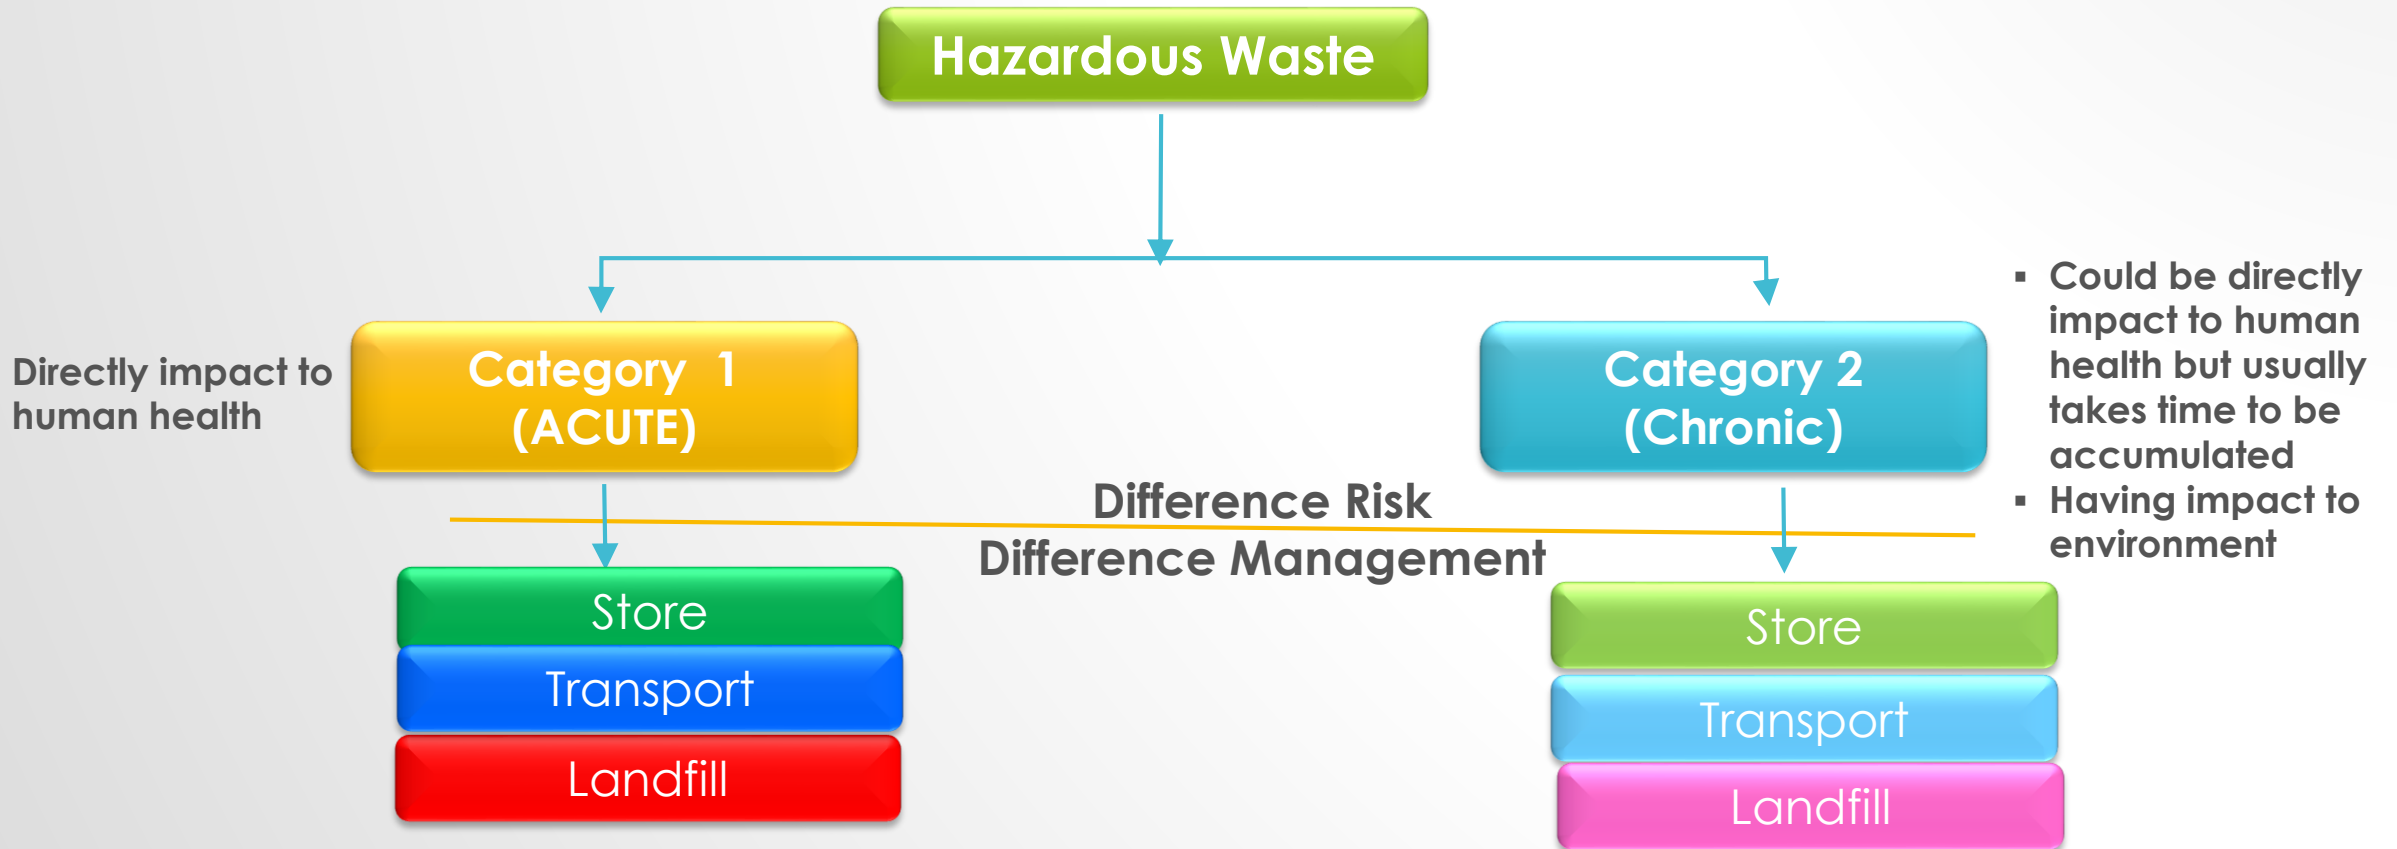 Hazardous Waste
Directly impact to
human health
Category 1
(ACUTE)
Category 2
(Chronic)
▪ Could be directly
impact to human
health but usually
takes time to be
accumulated
▪ Having impact to
environment
Difference Risk
Difference Management
Store
Transport
Landfill
Store
Transport
Landfill